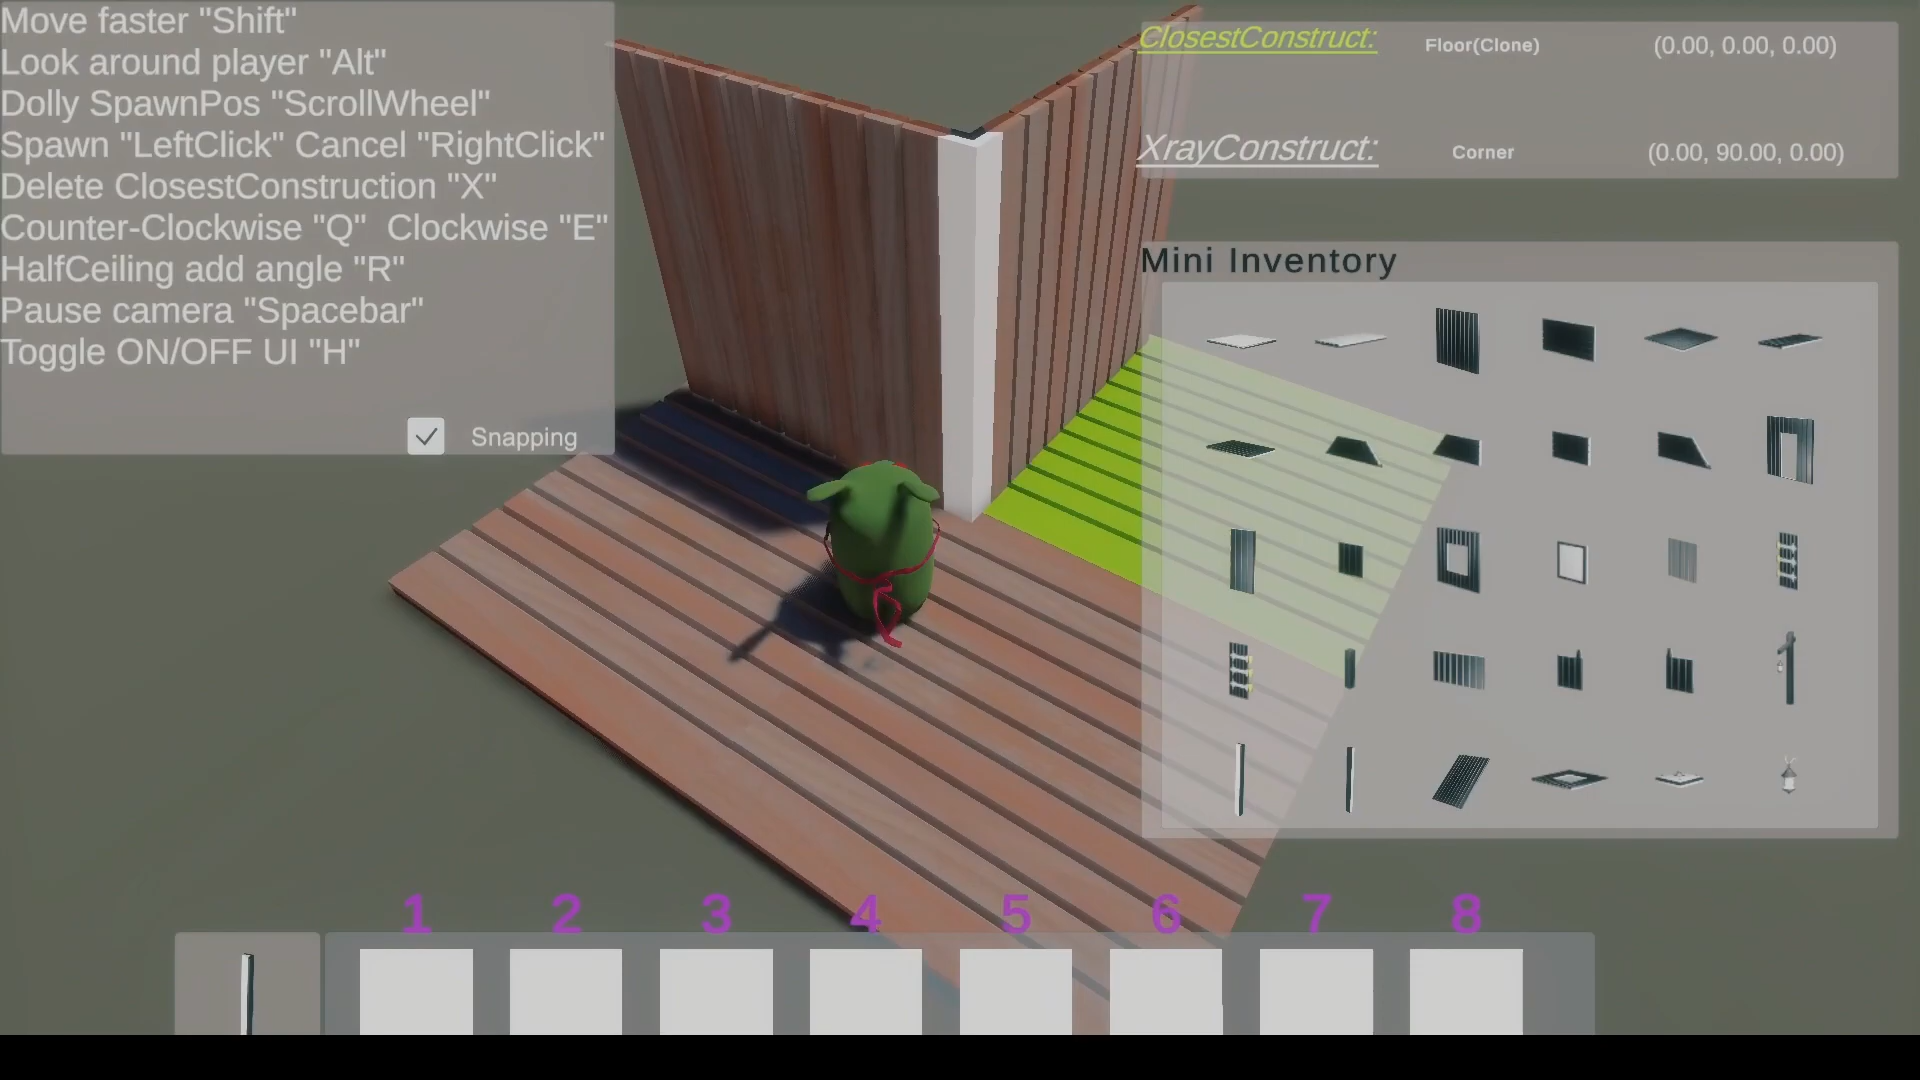 Move faster "Shift"
Look around player "Alt"
Dolly SpawnPos "ScrollWheel"
Spawn "LeftClick" Cancel "RightClick"
Delete ClosestConstruction "X"
Counter-Clockwise "Q"  Clockwise "E"
HalfCeiling add angle "R"
Pause camera "Spacebar"
Toggle ON/OFF UI "H"
Snapping
ClosestConstruct: Floor(Clone) (0.00, 0.00, 0.00)
XrayConstruct: Corner (0.00, 90.00, 0.00)
Mini Inventory
1 2 3 4 5 6 7 8